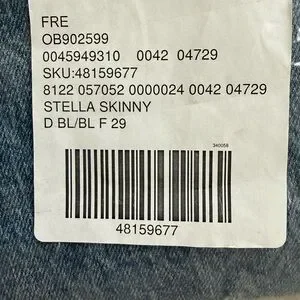 FRE
OB902599
0045949310 0042 04729
SKU:48159677
8122 057052 0000024 0042 04729
STELLA SKINNY
D BL/BL F 29
340058
48159677